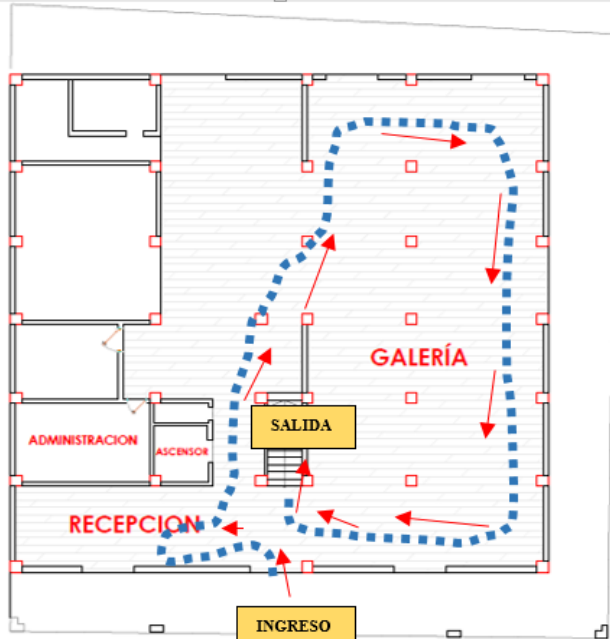 GALERÍA
SALIDA
ADMINISTRACION
ASCENSOR
RECEPCION
INGRESO